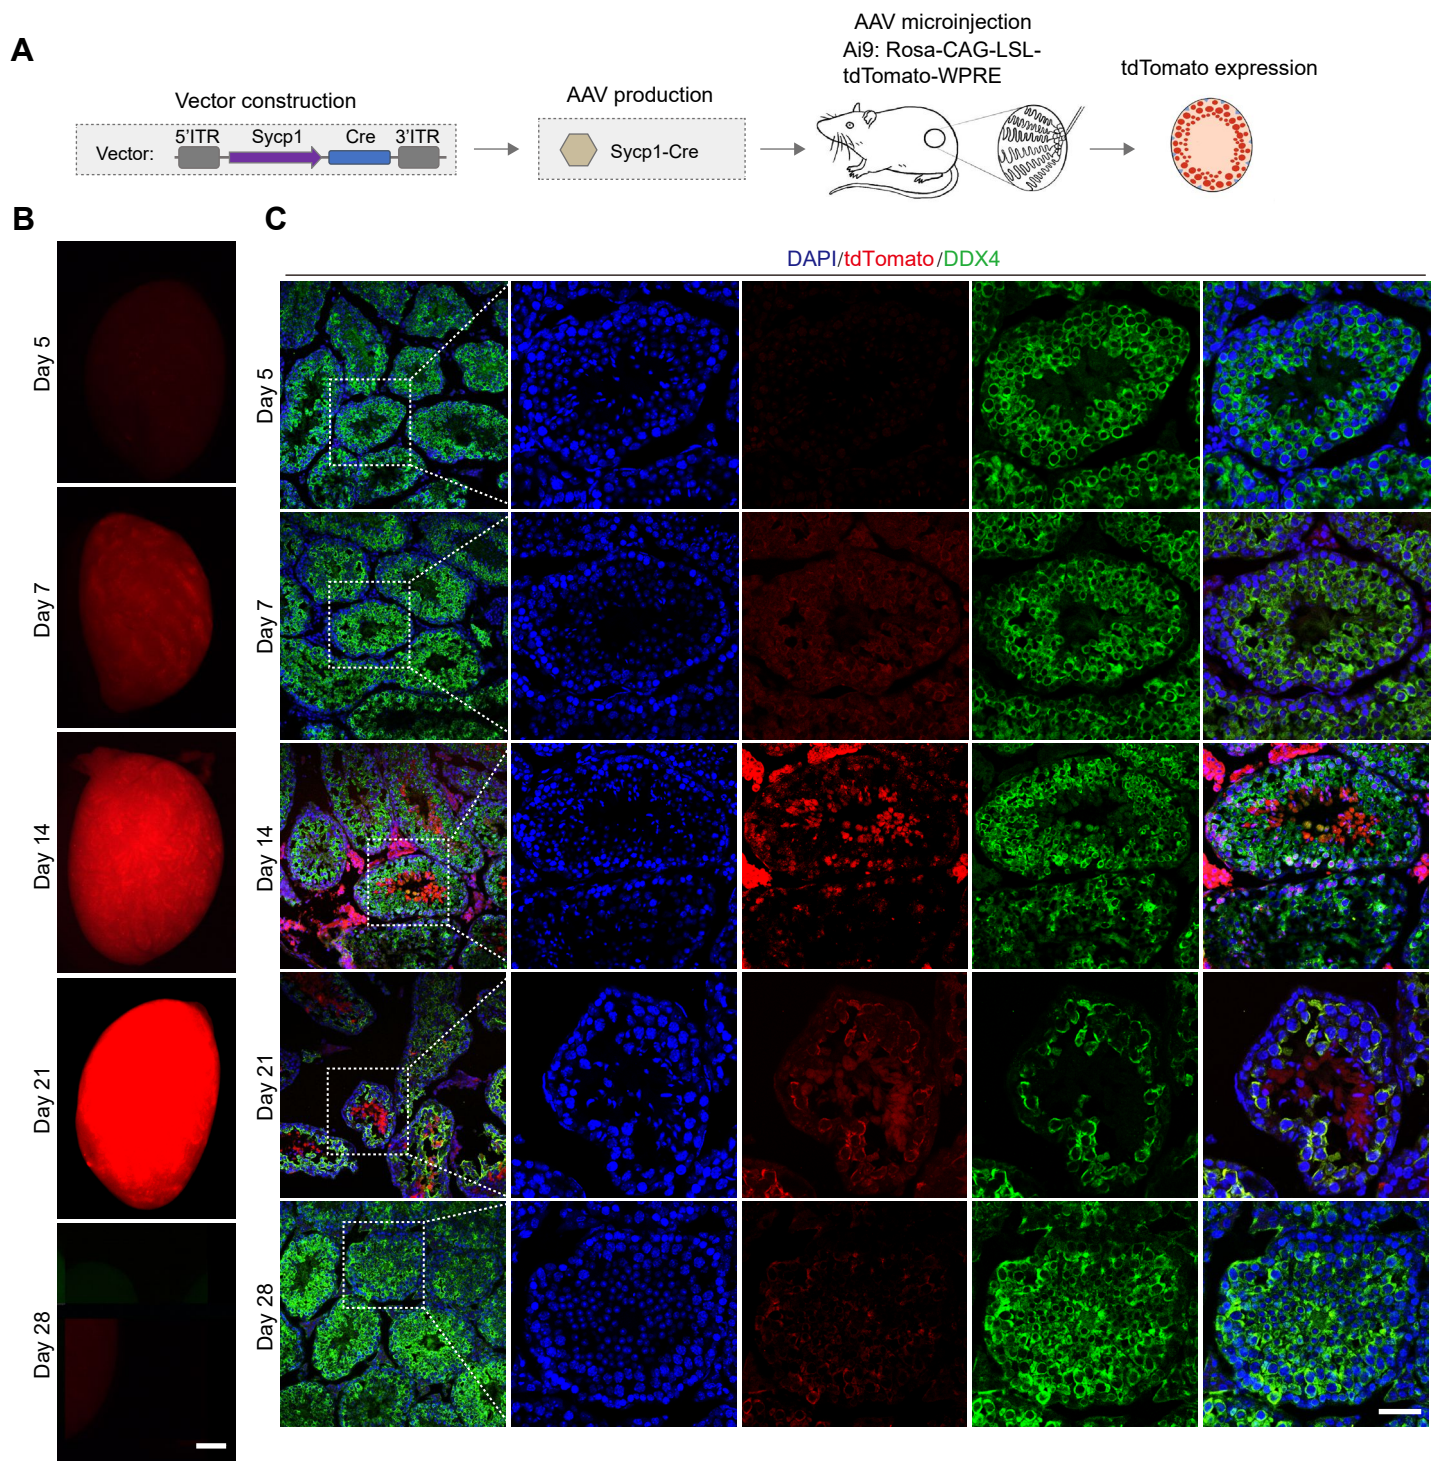 A
Vector construction
5'ITR Sycp1 Cre 3'ITR
Vector:
AAV production
Sycp1-Cre
AAV microinjection
Ai9: Rosa-CAG-LSL-
tdTomato-WPRE
tdTomato expression
B
Day 5
Day 7
Day 14
Day 21
Day 28
C
DAPI/tdTomato/DDX4
Day 5
Day 7
Day 14
Day 21
Day 28